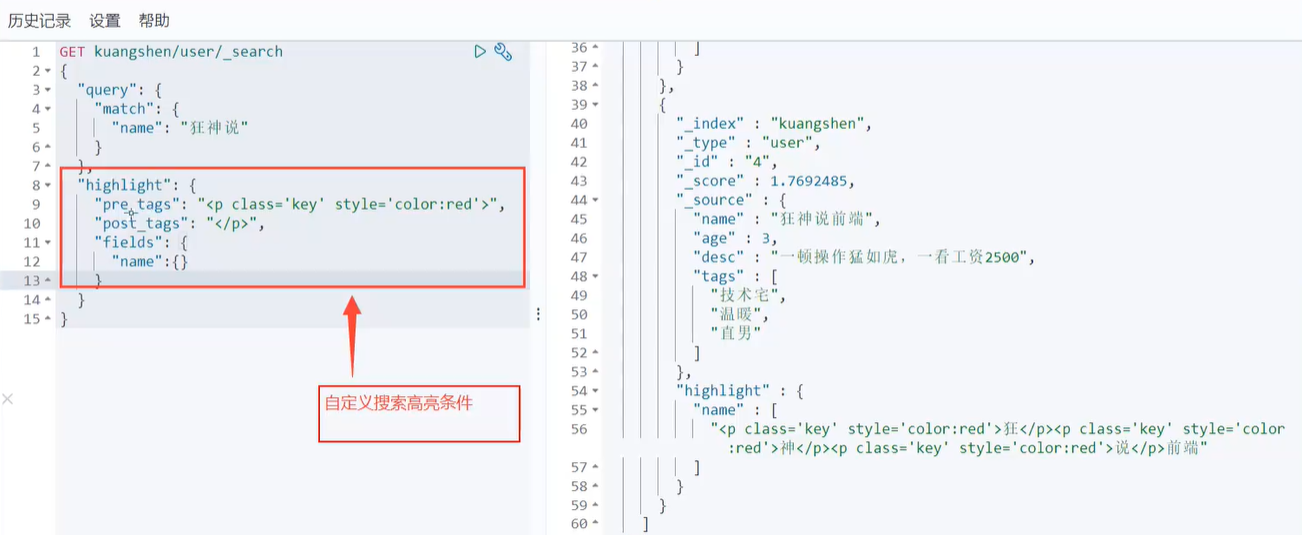 历史记录 设置 帮助
1 GET kuangshen/user/_search
2 {
3 "query": {
4 "match": {
5 "name": "狂神说"
6 }
7 },
8 "highlight": {
9 "pre_tags": "<p class='key' style='color:red'>",
10 "post_tags": "</p>",
11 "fields": {
12 "name":{}
13 }
14 }
15 }
自定义搜索高亮条件
36 ]
37 }
38 },
39 {
40 "_index" : "kuangshen",
41 "_type" : "user",
42 "_id" : "4",
43 "_score" : 1.7692485,
44 "_source" : {
45 "name" : "狂神说前端",
46 "age" : 3,
47 "desc" : "一顿操作猛如虎，一看工资2500",
48 "tags" : [
49 "技术宅",
50 "温暖",
51 "直男"
52 ]
53 },
54 "highlight" : {
55 "name" : [
56 "<p class='key' style='color:red'>狂</p><p class='key' style='color
:red'>神</p><p class='key' style='color:red'>说</p>前端"
57 ]
58 }
59 }
60 ]